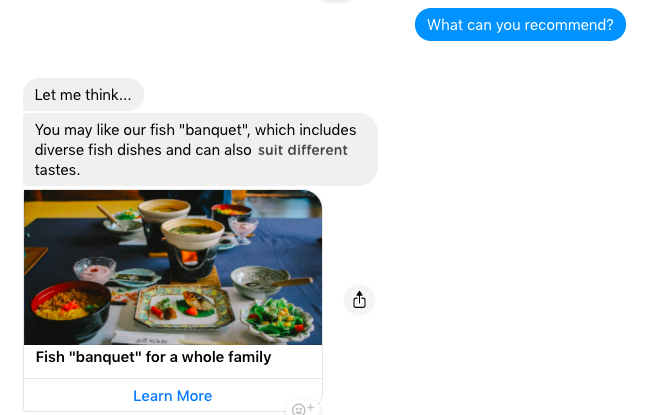 What can you recommend?
Let me think...
You may like our fish "banquet", which includes
diverse fish dishes and can also suit different
tastes.
Fish "banquet" for a whole family
Learn More